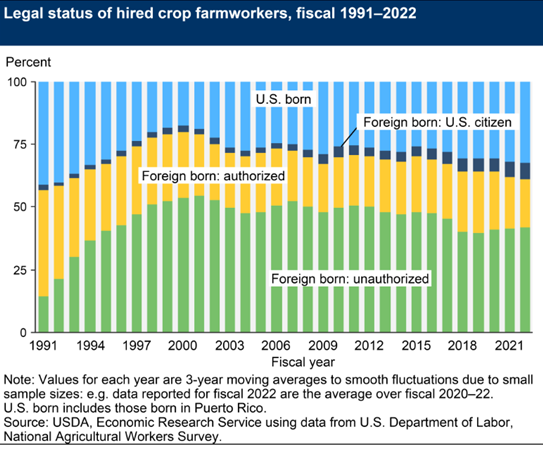 Legal status of hired crop farmworkers, fiscal 1991–2022
Percent
100
75
50
25
0
U.S. born
Foreign born: U.S. citizen
Foreign born: authorized
Foreign born: unauthorized
1991 1994 1997 2000 2003 2006 2009 2012 2015 2018 2021
Fiscal year
Note: Values for each year are 3-year moving averages to smooth fluctuations due to small
sample sizes: e.g. data reported for fiscal 2022 are the average over fiscal 2020–22.
U.S. born includes those born in Puerto Rico.
Source: USDA, Economic Research Service using data from U.S. Department of Labor,
National Agricultural Workers Survey.